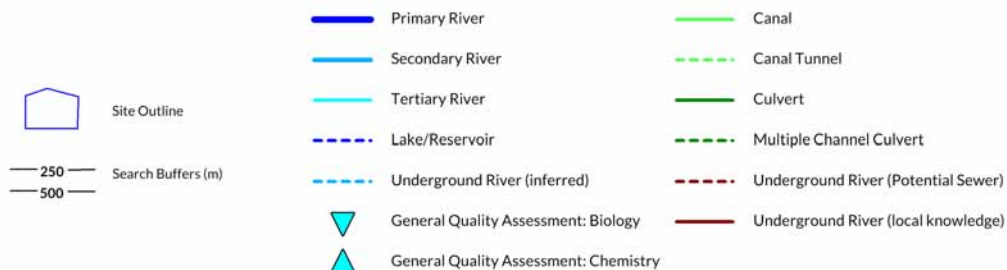 Site Outline
250
500
Search Buffers (m)
Primary River
Secondary River
Tertiary River
Lake/Reservoir
Underground River (inferred)
General Quality Assessment: Biology
General Quality Assessment: Chemistry
Canal
Canal Tunnel
Culvert
Multiple Channel Culvert
Underground River (Potential Sewer)
Underground River (local knowledge)